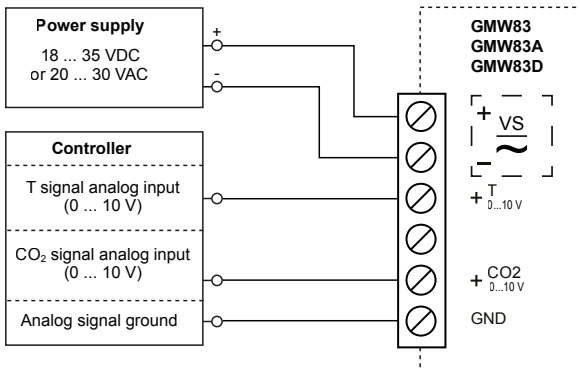 Power supply
18 ... 35 VDC
or 20 ... 30 VAC
+
-
Controller
T signal analog input
(0 ... 10 V)
CO₂ signal analog input
(0 ... 10 V)
Analog signal ground
GMW83
GMW83A
GMW83D
+ VS
~
–
+ T
0...10 V
+ CO2
0...10 V
GND